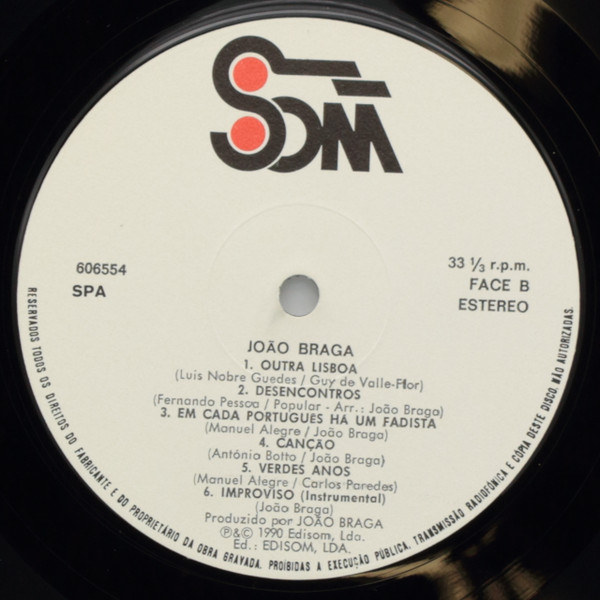 SOM
606554
SPA
33 1/3 r.p.m.
FACE B
ESTEREO
JOÃO BRAGA
1. OUTRA LISBOA
(Luis Nobre Guedes / Guy de Valle-Flor)
2. DESENCONTROS
(Fernando Pessoa / Popular - Arr.: João Braga)
3. EM CADA PORTUGUÊS HÁ UM FADISTA
(Manuel Alegre / João Braga)
4. CANÇÃO
(António Botto / João Braga)
5. VERDES ANOS
(Manuel Alegre / Carlos Paredes)
6. IMPROVISO (Instrumental)
(João Braga)
Produzido por JOÃO BRAGA
℗&© 1990 Edisom, Lda.
Ed.: EDISOM, LDA.
RESERVADOS TODOS OS DIREITOS DO FABRICANTE E DO PROPRIETÁRIO DA OBRA GRAVADA. PROÍBIDAS A EXECUÇÃO PÚBLICA, TRANSMISSÃO RADIOFÓNICA E CÓPIA DESTE DISCO, NÃO AUTORIZADAS.